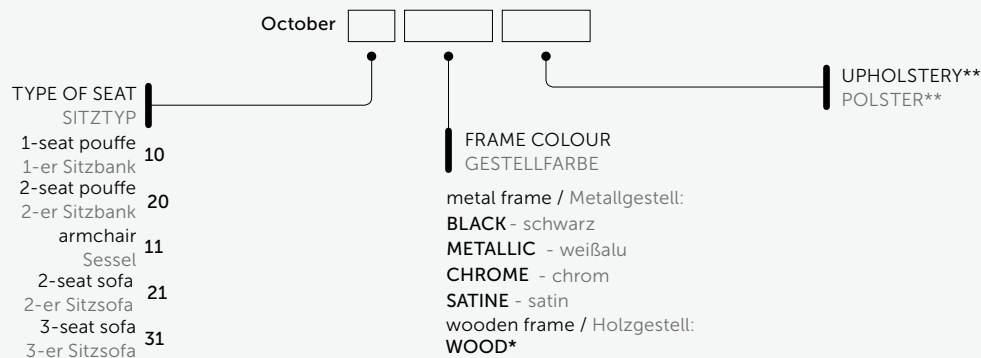 October
TYPE OF SEAT
SITZTYP
1-seat pouffe
1-er Sitzbank
10
2-seat pouffe
2-er Sitzbank
20
armchair
Sessel
11
2-seat sofa
2-er Sitzsofa
21
3-seat sofa
3-er Sitzsofa
31
FRAME COLOUR
GESTELLFARBE
metal frame / Metallgestell:
BLACK - schwarz
METALLIC - weißalu
CHROME - chrom
SATINE - satin
wooden frame / Holzgestell:
WOOD*
UPHOLSTERY**
POLSTER**